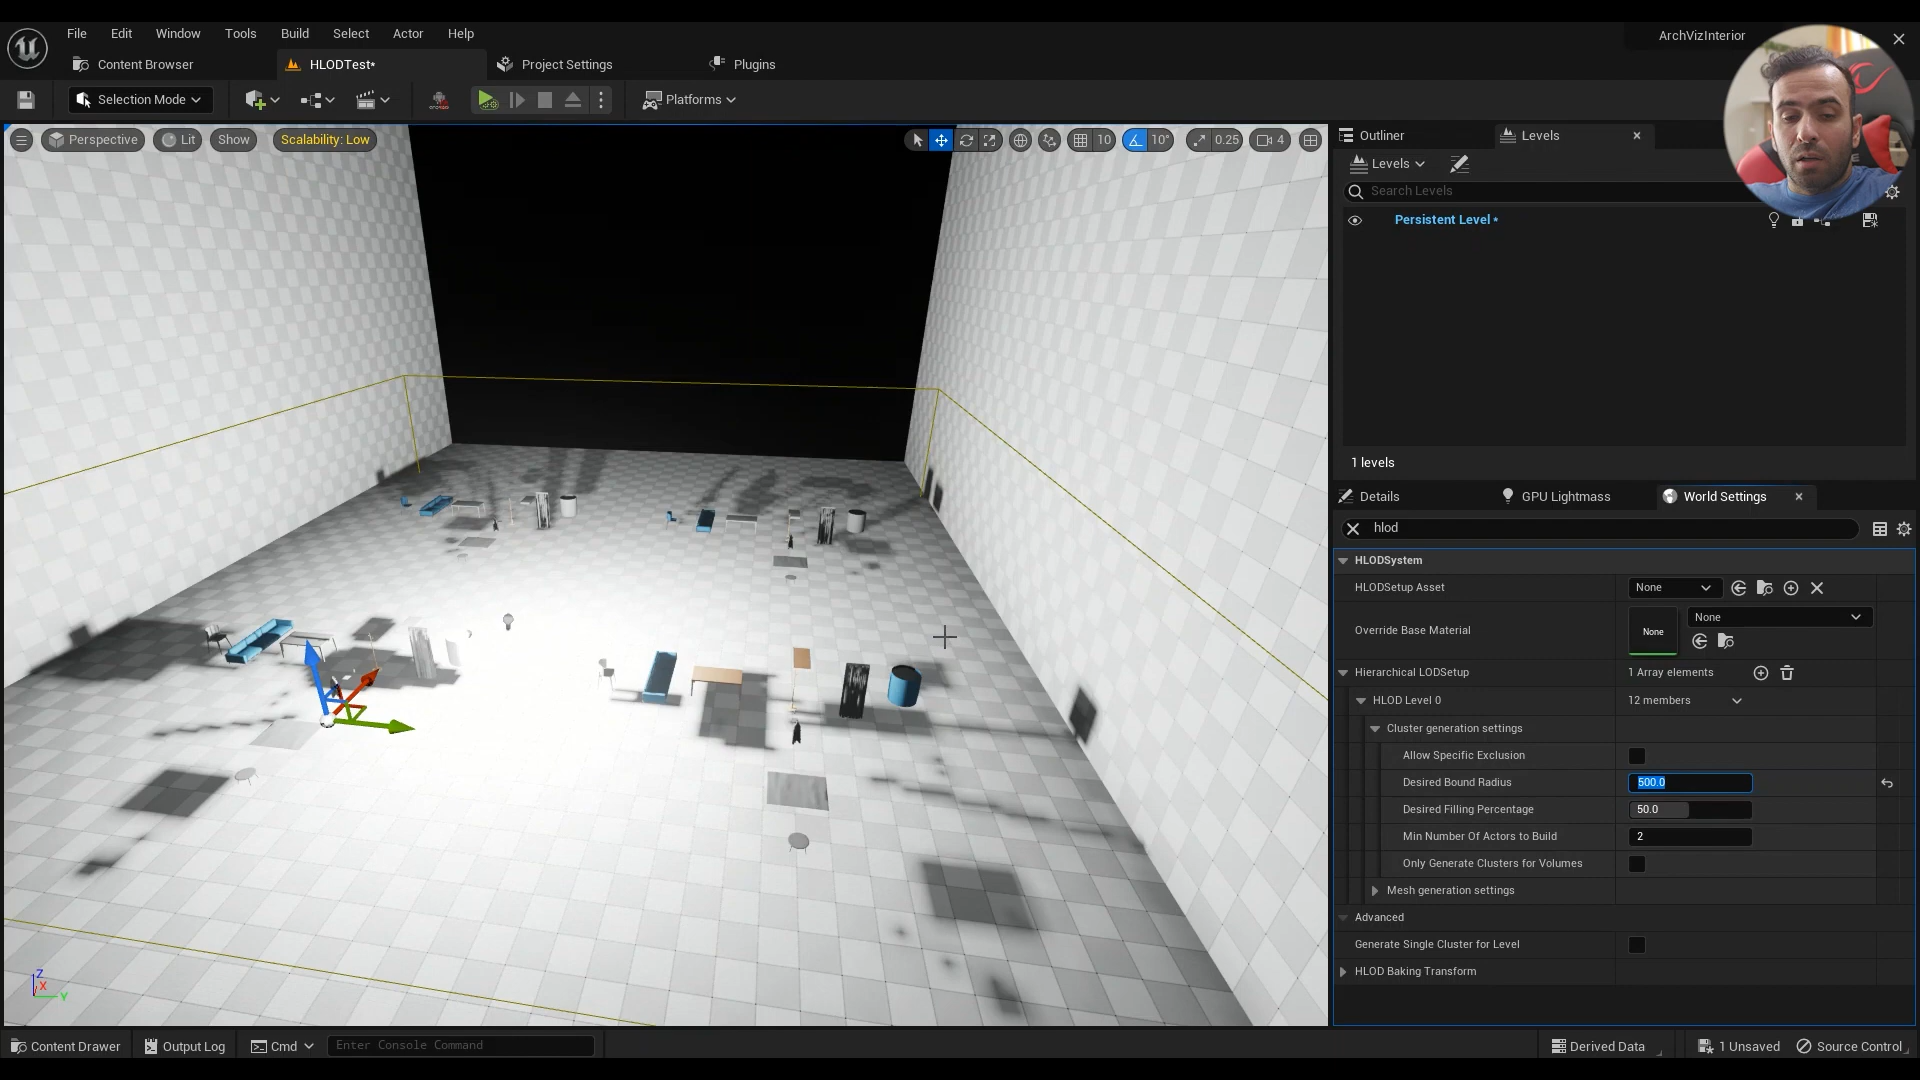 File Edit Window Tools Build Select Actor Help
ArchVizInterior
Content Browser
HLODTest*
Project Settings
Plugins
Selection Mode
Platforms
Perspective
Lit
Show
Scalability: Low
10
10°
0.25
4
Outliner
Levels
Levels
Search Levels
Persistent Level *
1 levels
Details
GPU Lightmass
World Settings
hlod
HLODSystem
HLODSetup Asset
None
Override Base Material
None
None
Hierarchical LODSetup
1 Array elements
HLOD Level 0
12 members
Cluster generation settings
Allow Specific Exclusion
Desired Bound Radius
500.0
Desired Filling Percentage
50.0
Min Number Of Actors to Build
2
Only Generate Clusters for Volumes
Mesh generation settings
Advanced
Generate Single Cluster for Level
HLOD Baking Transform
Z
X
Y
Content Drawer
Output Log
Cmd
Enter Console Command
Derived Data
1 Unsaved
Source Control